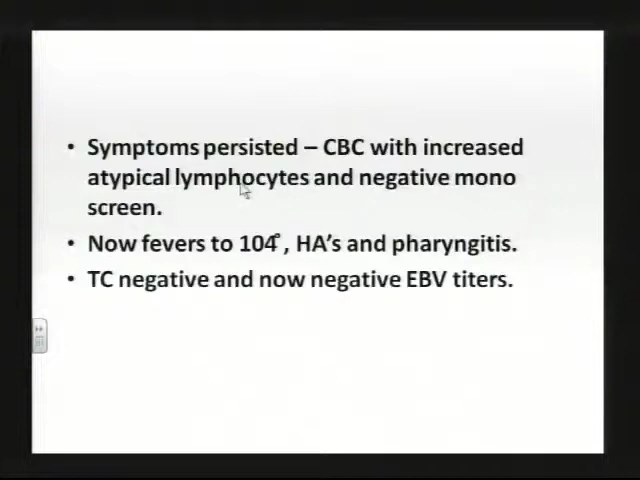 • Symptoms persisted – CBC with increased
atypical lymphocytes and negative mono
screen.
• Now fevers to 104°, HA's and pharyngitis.
• TC negative and now negative EBV titers.